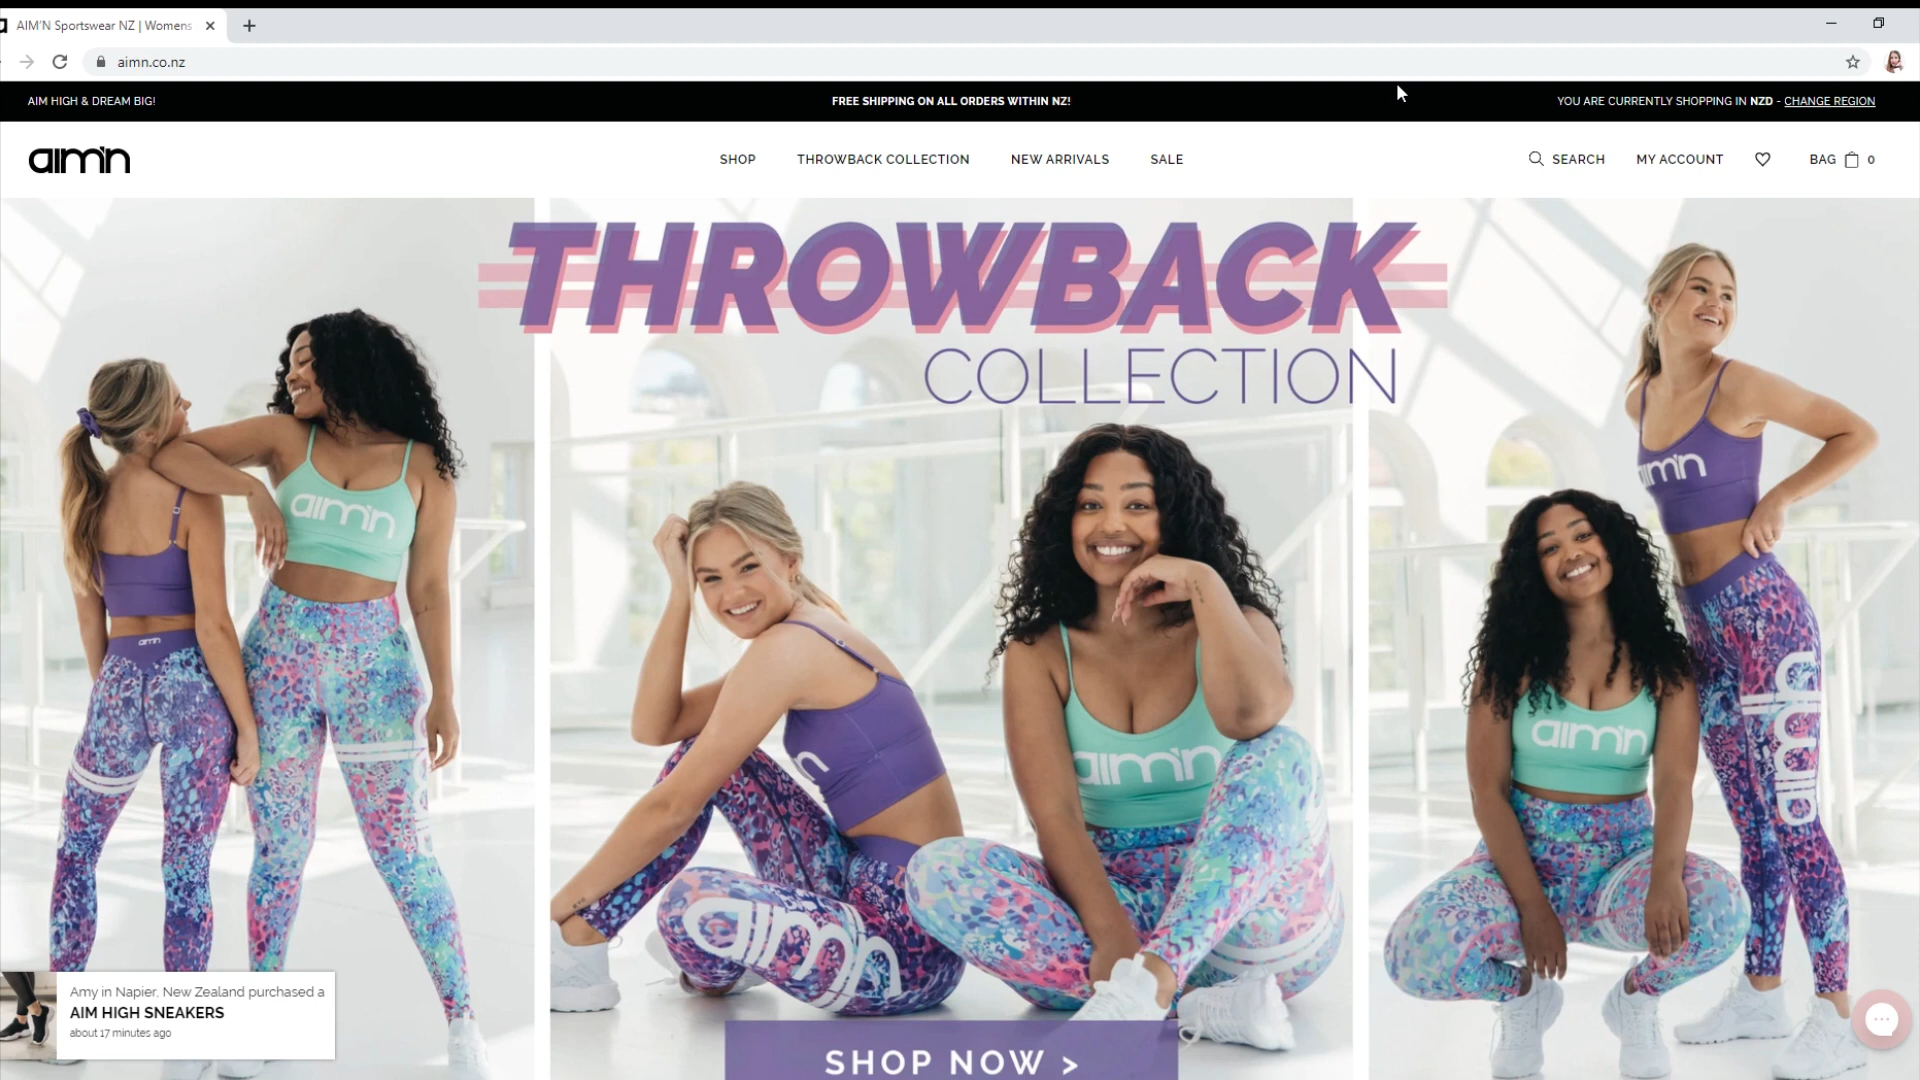 AIM'N Sportswear NZ | Womens
aimn.co.nz
AIM HIGH & DREAM BIG!
FREE SHIPPING ON ALL ORDERS WITHIN NZ!
YOU ARE CURRENTLY SHOPPING IN NZD - CHANGE REGION
aim'n
SHOP
THROWBACK COLLECTION
NEW ARRIVALS
SALE
SEARCH
MY ACCOUNT
BAG 0
THROWBACK
COLLECTION
aim'n
aim'n
aim'n
aim'n
aim'n
aim'n
aim'n
Amy in Napier, New Zealand purchased a
AIM HIGH SNEAKERS
about 17 minutes ago
SHOP NOW >